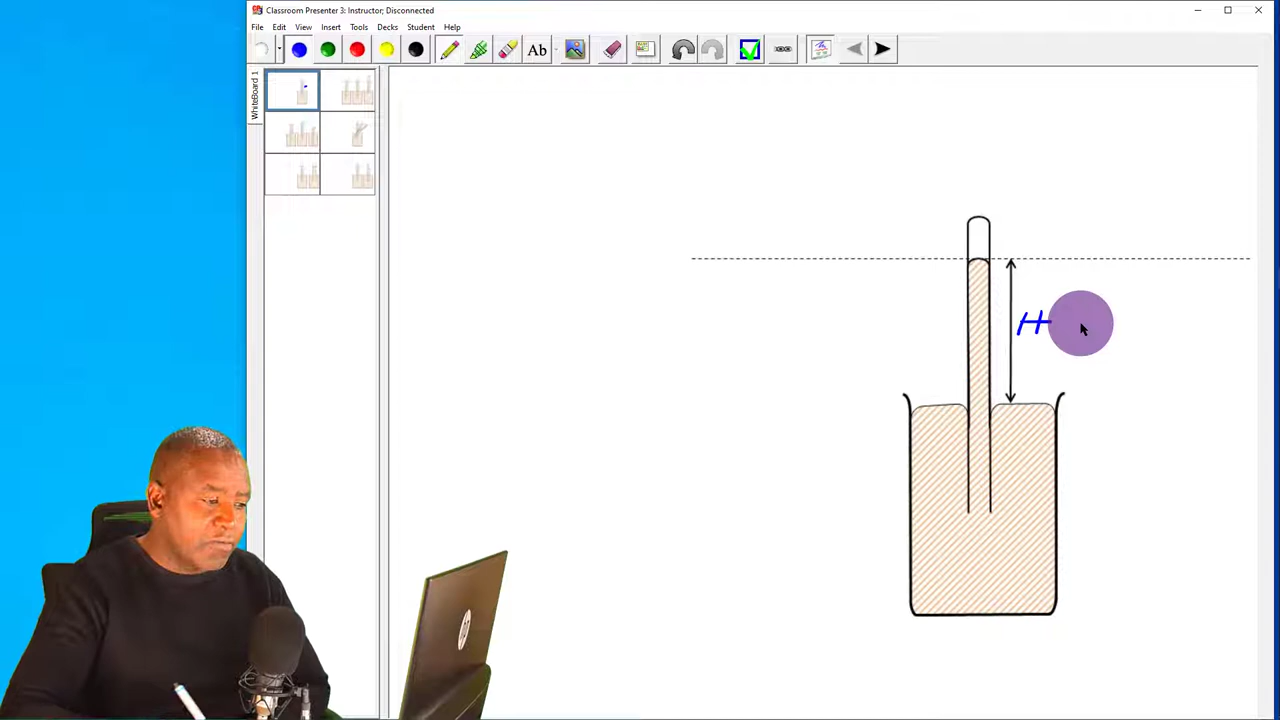 Classroom Presenter 3: Instructor; Disconnected
File Edit View Insert Tools Decks Student Help
Ab
WhiteBoard 1
H